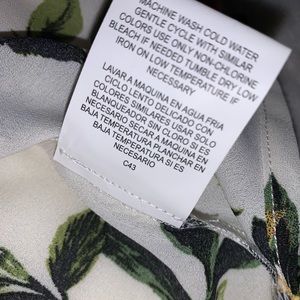 MACHINE WASH COLD WATER
GENTLE CYCLE WITH SIMILAR
COLORS USE ONLY NON-CHLORINE
BLEACH IF NEEDED TUMBLE DRY LOW
IRON ON LOW TEMPERATURE IF
NECESSARY
LAVAR A MAQUINA EN AGUA FRIA
CICLO LENTO DELICADO CON
COLORES SIMILARES USAR SOLO
BLANQUEADOR SIN CLORO SI ES
NECESARIO SECAR A MAQUINA EN
BAJA TEMPERATURA PLANCHAR EN
BAJA TEMPERATURA SI ES
NECESARIO
C43